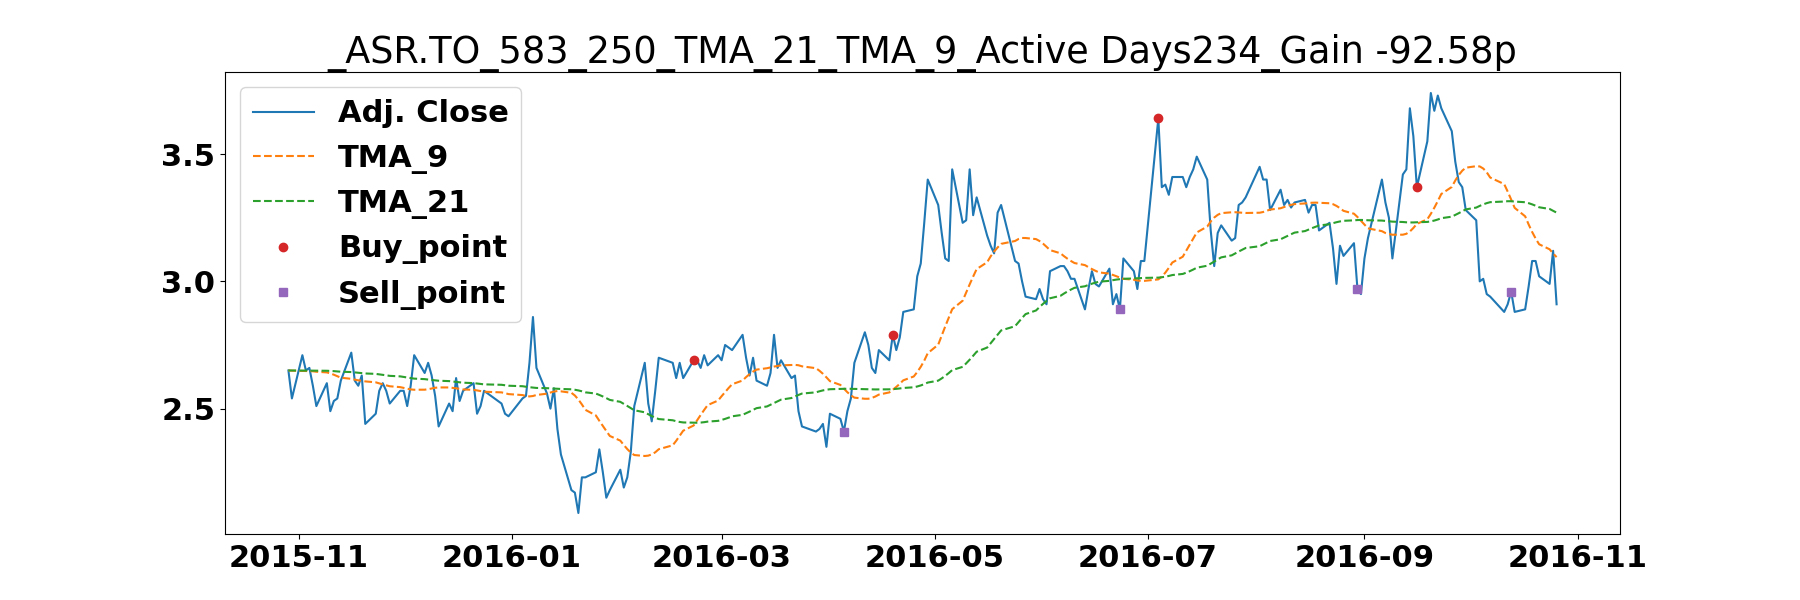 _ASR.TO_583_250_TMA_21_TMA_9_Active Days234_Gain -92.58p
Adj. Close
TMA_9
TMA_21
Buy_point
Sell_point
3.5
3.0
2.5
2015-11 2016-01 2016-03 2016-05 2016-07 2016-09 2016-11